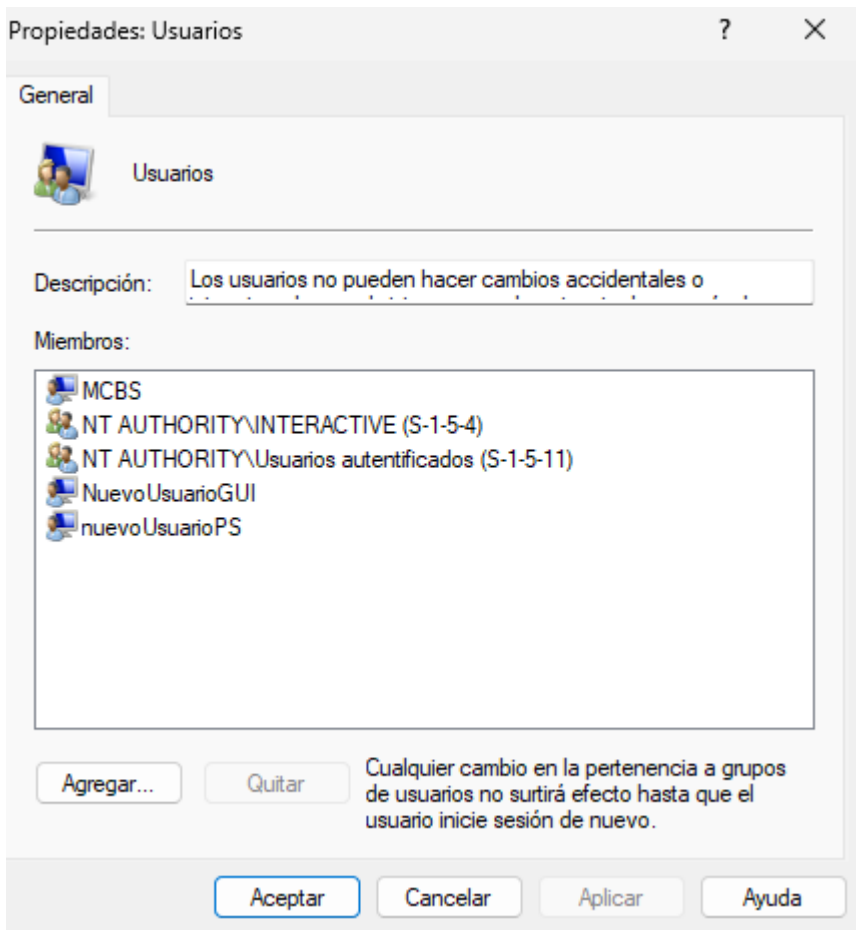 Propiedades: Usuarios
?
General
Usuarios
Descripción:
Los usuarios no pueden hacer cambios accidentales o
Miembros:
MCBS
NT AUTHORITY\INTERACTIVE (S-1-5-4)
NT AUTHORITY\Usuarios autentificados (S-1-5-11)
NuevoUsuarioGUI
nuevoUsuarioPS
Agregar...
Quitar
Cualquier cambio en la pertenencia a grupos
de usuarios no surtirá efecto hasta que el
usuario inicie sesión de nuevo.
Aceptar
Cancelar
Aplicar
Ayuda